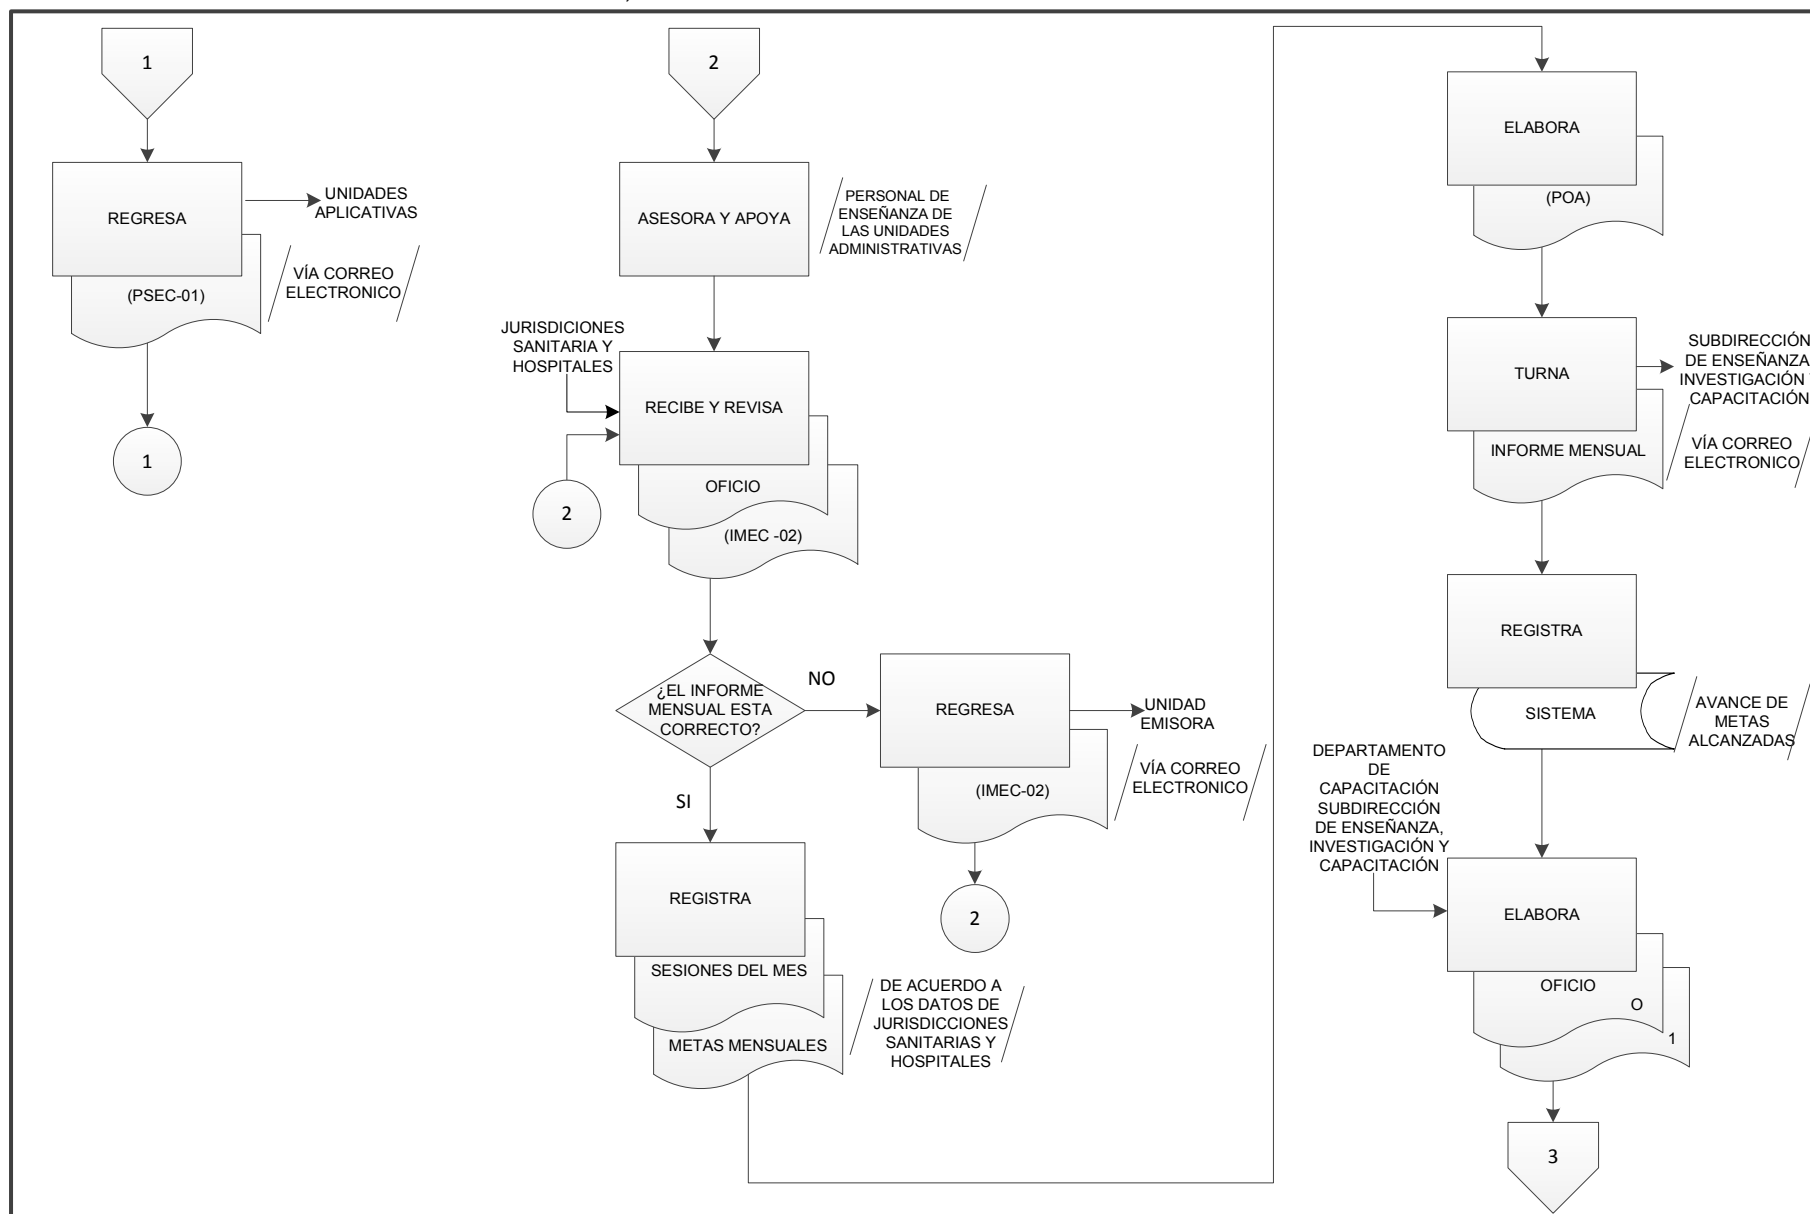 1
REGRESA
UNIDADES
APLICATIVAS
(PSEC-01)
VÍA CORREO
ELECTRONICO
1
2
ASESORA Y APOYA
PERSONAL DE
ENSEÑANZA DE
LAS UNIDADES
ADMINISTRATIVAS
JURISDICIONES
SANITARIA Y
HOSPITALES
RECIBE Y REVISA
2
OFICIO
(IMEC -02)
¿EL INFORME
MENSUAL ESTA
CORRECTO?
NO
REGRESA
UNIDAD
EMISORA
(IMEC-02)
VÍA CORREO
ELECTRONICO
2
SI
REGISTRA
SESIONES DEL MES
METAS MENSUALES
DE ACUERDO A
LOS DATOS DE
JURISDICCIONES
SANITARIAS Y
HOSPITALES
ELABORA
(POA)
TURNA
SUBDIRECCIÓN
DE ENSEÑANZA,
INVESTIGACIÓN
CAPACITACIÓN
INFORME MENSUAL
VÍA CORREO
ELECTRONICO
REGISTRA
SISTEMA
AVANCE DE
METAS
ALCANZADAS
DEPARTAMENTO
DE
CAPACITACIÓN
SUBDIRECCIÓN
DE ENSEÑANZA,
INVESTIGACIÓN Y
CAPACITACIÓN
ELABORA
OFICIO
O
1
3